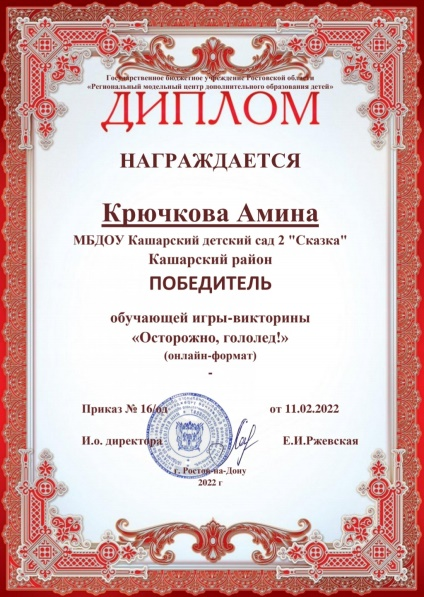 Государственное бюджетное учреждение Ростовской области
«Региональный модельный центр дополнительного образования детей»
ДИПЛОМ
НАГРАЖДАЕТСЯ
Крючкова Амина
МБДОУ Кашарский детский сад 2 "Сказка"
Кашарский район
ПОБЕДИТЕЛЬ
обучающей игры-викторины
«Осторожно, гололед!»
(онлайн-формат)
-
Приказ № 16/од от 11.02.2022
И.о. директора Е.И.Ржевская
г. Ростов-на-Дону
2022 г